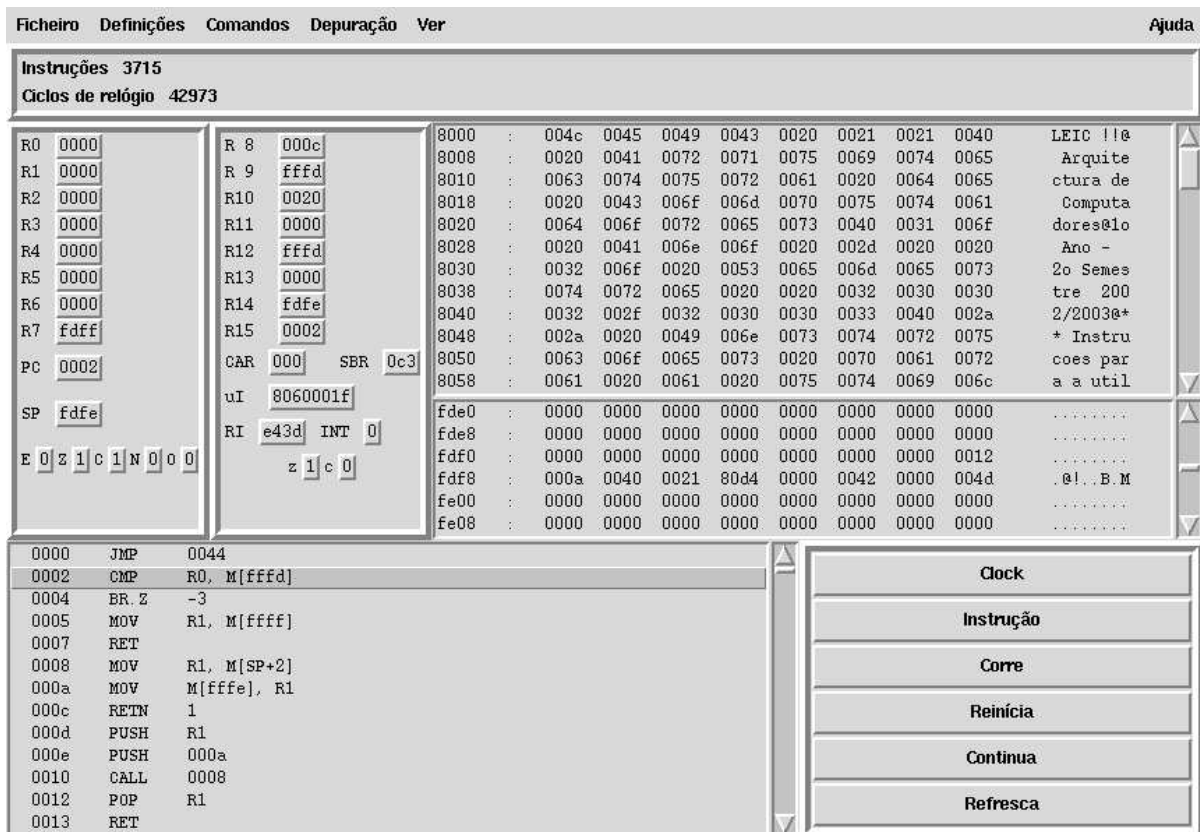 Ficheiro Definições Comandos Depuração Ver Ajuda
Instruções 3715
Ciclos de relógio 42973
R0 0000
R1 0000
R2 0000
R3 0000
R4 0000
R5 0000
R6 0000
R7 fdff
PC 0002
SP fdfe
E 0 Z 1 C 1 N 0 O 0
R 8 000c
R 9 fffd
R10 0020
R11 0000
R12 fffd
R13 0000
R14 fdfe
R15 0002
CAR 000 SBR 0c3
uI 8060001f
RI e43d INT 0
z 1 c 0
8000 : 004c 0045 0049 0043 0020 0021 0021 0040 LEIC !!@
8008 : 0020 0041 0072 0071 0075 0069 0074 0065 Arquite
8010 : 0063 0074 0075 0072 0061 0020 0064 0065 ctura de
8018 : 0020 0043 006f 006d 0070 0075 0074 0061 Computa
8020 : 0064 006f 0072 0065 0073 0040 0031 006f dores@1o
8028 : 0020 0041 006e 006f 0020 002d 0020 0020 Ano -
8030 : 0032 006f 0020 0053 0065 006d 0065 0073 2o Semes
8038 : 0074 0072 0065 0020 0020 0032 0030 0030 tre 200
8040 : 0032 002f 0032 0030 0030 0033 0040 002a 2/2003@*
8048 : 002a 0020 0049 006e 0073 0074 0072 0075 * Instru
8050 : 0063 006f 0065 0073 0020 0070 0061 0072 coes par
8058 : 0061 0020 0061 0020 0075 0074 0069 006c a a util
fde0 : 0000 0000 0000 0000 0000 0000 0000 0000 ........
fde8 : 0000 0000 0000 0000 0000 0000 0000 0000 ........
fdf0 : 0000 0000 0000 0000 0000 0000 0000 0012 ........
fdf8 : 000a 0040 0021 80d4 0000 0042 0000 004d .@!..B.M
fe00 : 0000 0000 0000 0000 0000 0000 0000 0000 ........
fe08 : 0000 0000 0000 0000 0000 0000 0000 0000 ........
0000 JMP 0044
0002 CMP R0, M[fffd]
0004 BR.Z -3
0005 MOV R1, M[ffff]
0007 RET
0008 MOV R1, M[SP+2]
000a MOV M[fffe], R1
000c RETN 1
000d PUSH R1
000e PUSH 000a
0010 CALL 0008
0012 POP R1
0013 RET
Clock
Instrução
Corre
Reinícia
Continua
Refresca